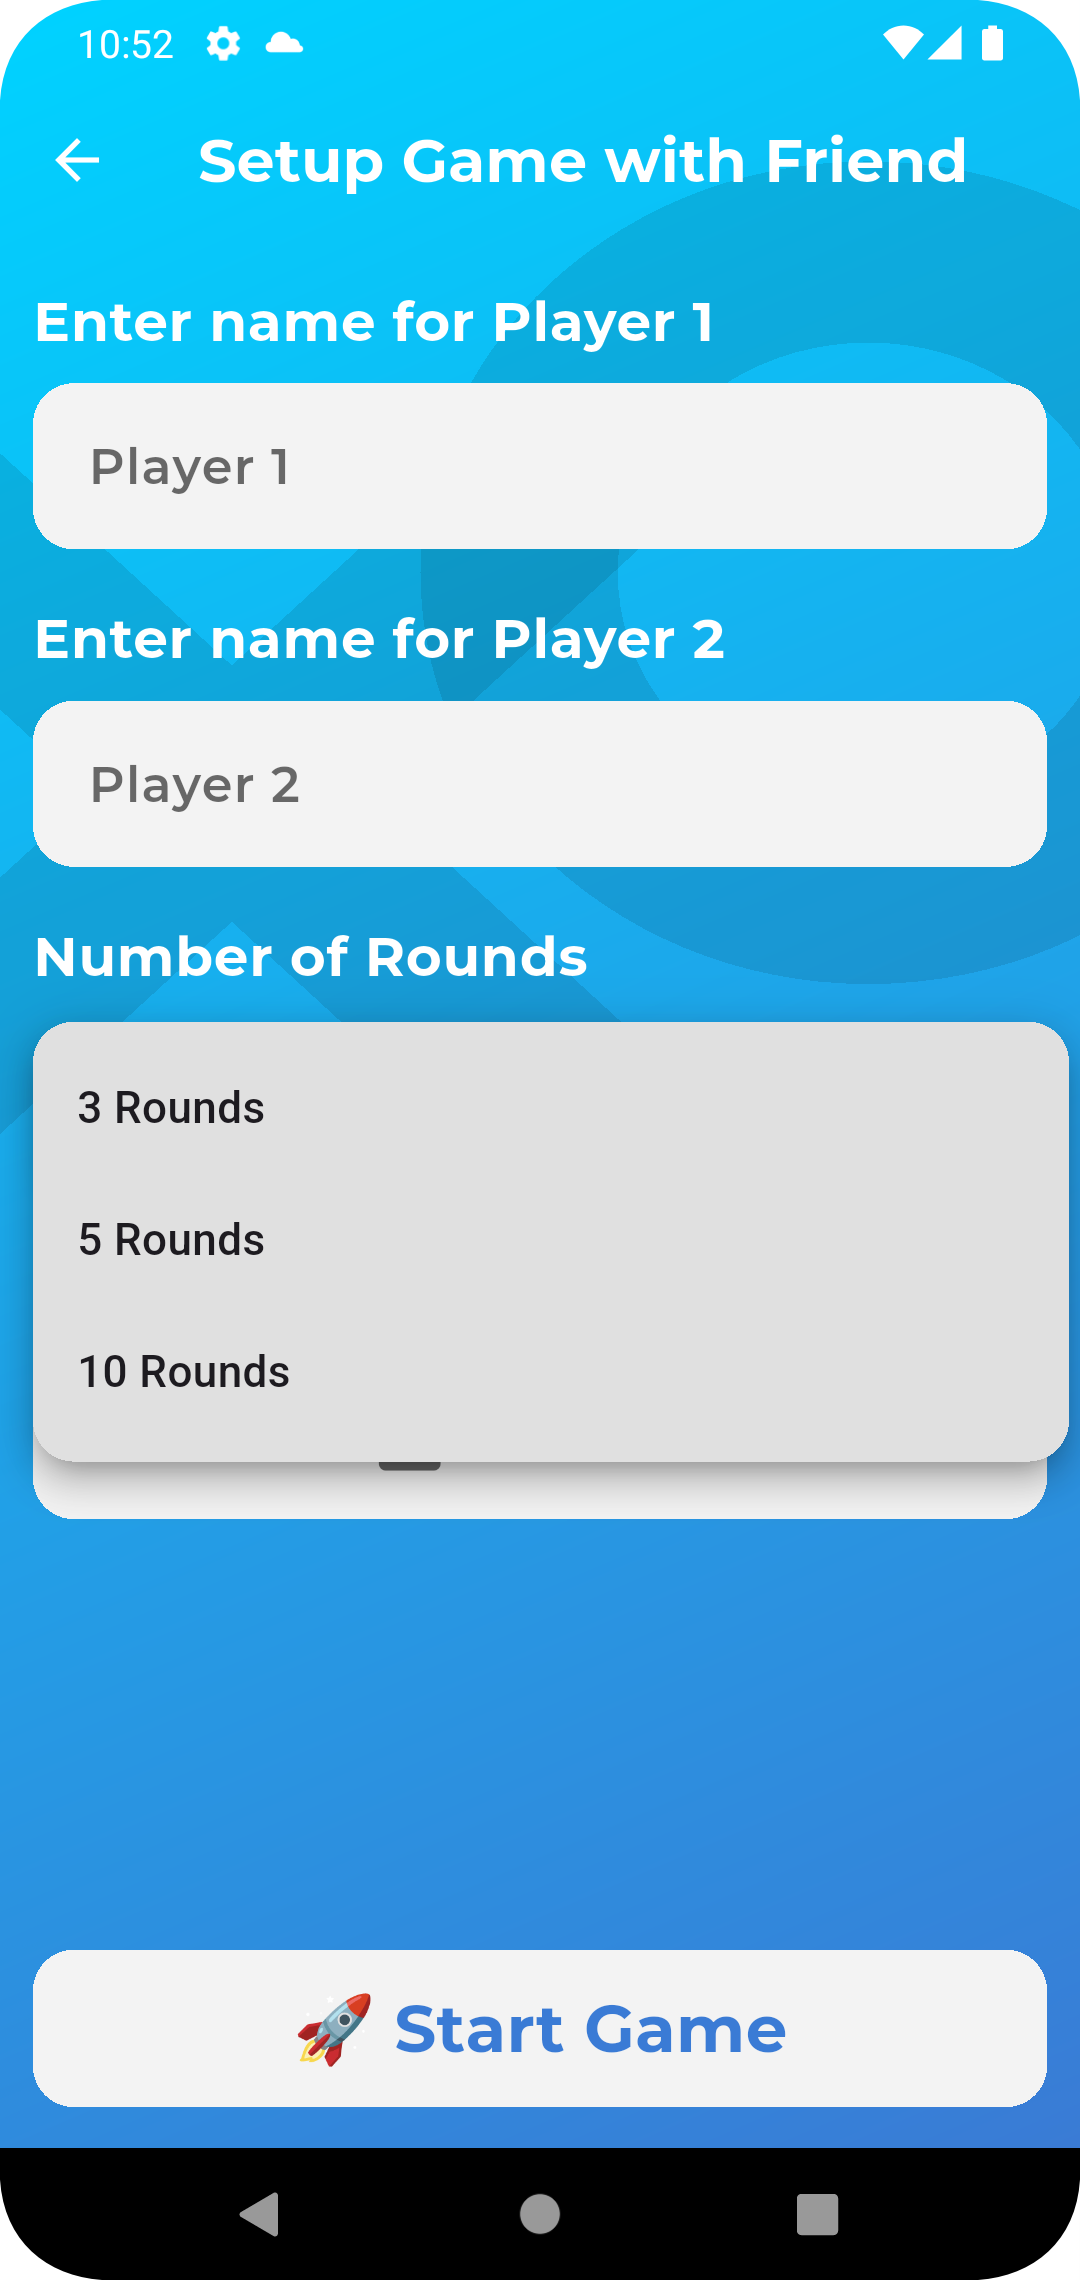 10:52
Setup Game with Friend
Enter name for Player 1
Player 1
Enter name for Player 2
Player 2
Number of Rounds
3 Rounds
5 Rounds
10 Rounds
🚀 Start Game